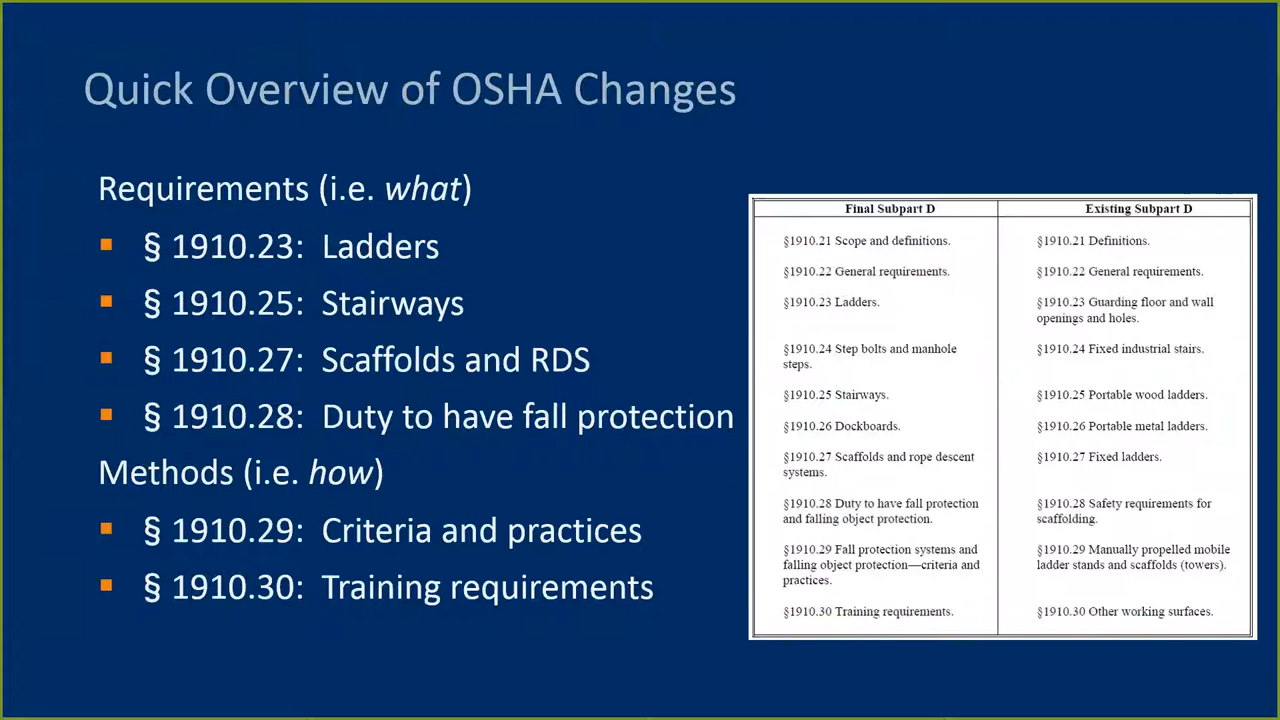 Quick Overview of OSHA Changes
Requirements (i.e. what)
§ 1910.23: Ladders
§ 1910.25: Stairways
§ 1910.27: Scaffolds and RDS
§ 1910.28: Duty to have fall protection
Methods (i.e. how)
§ 1910.29: Criteria and practices
§ 1910.30: Training requirements
Final Subpart D
§1910.21 Scope and definitions.
§1910.22 General requirements.
§1910.23 Ladders.
§1910.24 Step bolts and manhole
steps.
§1910.25 Stairways.
§1910.26 Dockboards.
§1910.27 Scaffolds and rope descent
systems.
§1910.28 Duty to have fall protection
and falling object protection.
§1910.29 Fall protection systems and
falling object protection—criteria and
practices.
§1910.30 Training requirements.
Existing Subpart D
§1910.21 Definitions.
§1910.22 General requirements.
§1910.23 Guarding floor and wall
openings and holes.
§1910.24 Fixed industrial stairs.
§1910.25 Portable wood ladders.
§1910.26 Portable metal ladders.
§1910.27 Fixed ladders.
§1910.28 Safety requirements for
scaffolding.
§1910.29 Manually propelled mobile
ladder stands and scaffolds (towers).
§1910.30 Other working surfaces.